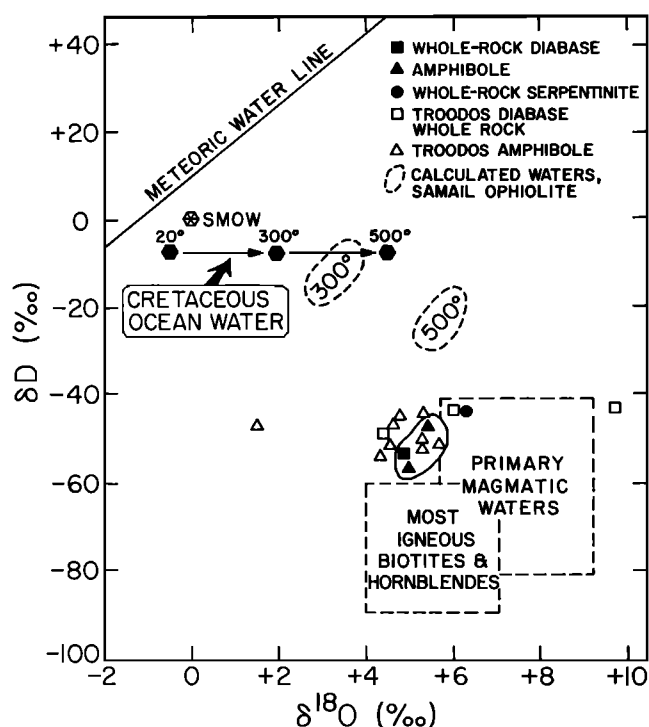 +40
+20
0
-20
-40
-60
-80
-100
δD (‰)
-2
0
+2
+4
+6
+8
+10
δ18O (‰)
METEORIC WATER LINE
WHOLE-ROCK DIABASE
AMPHIBOLE
WHOLE-ROCK SERPENTINITE
TROODOS DIABASE
WHOLE ROCK
TROODOS AMPHIBOLE
CALCULATED WATERS,
SAMAIL OPHIOLITE
SMOW
20° 300° 500°
CRETACEOUS
OCEAN WATER
300°
500°
PRIMARY
MAGMATIC
WATERS
MOST
IGNEOUS
BIOTITES &
HORNBLENDES